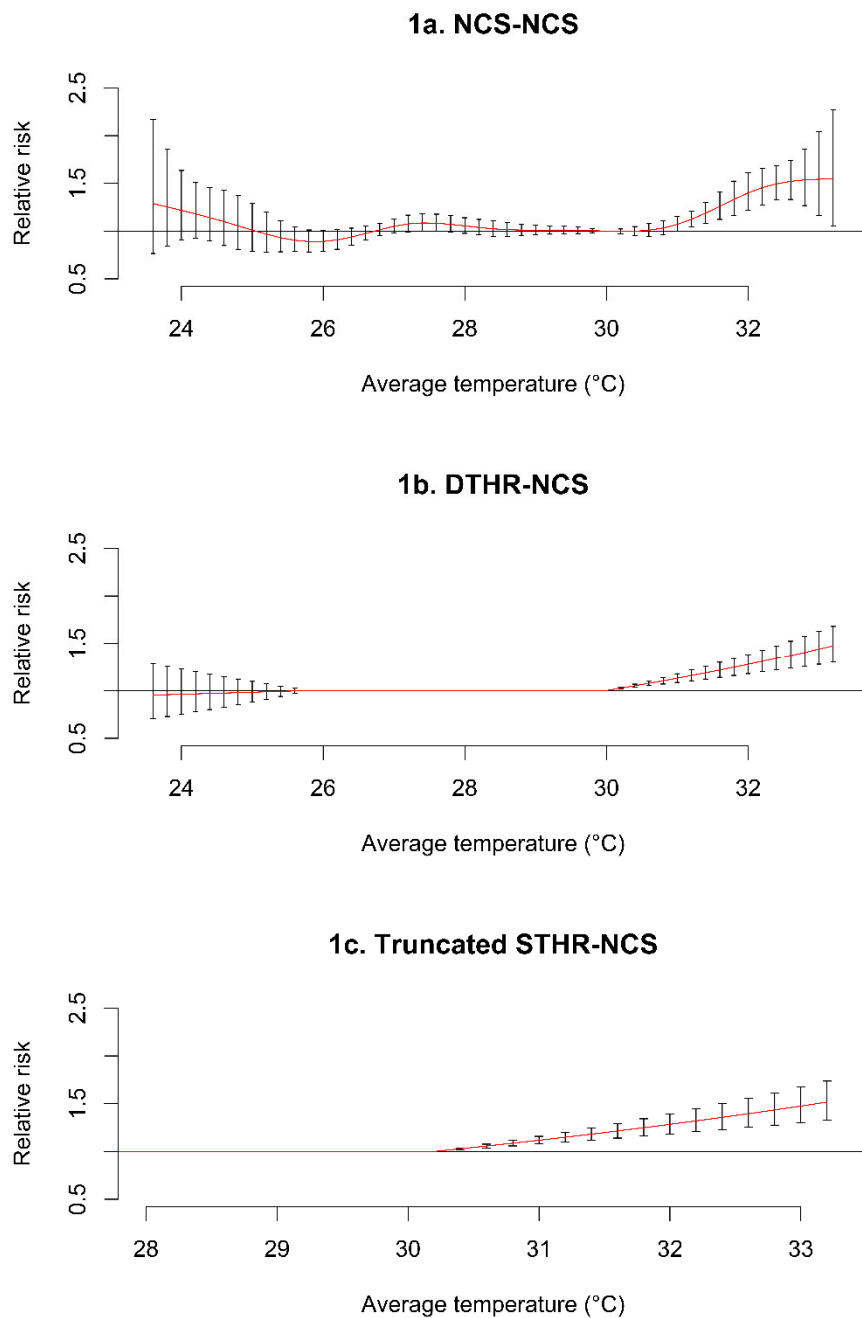 1a. NCS-NCS
2.5
1.5
0.5
Relative risk
24 26 28 30 32
Average temperature (°C)
1b. DTHR-NCS
2.5
1.5
0.5
Relative risk
24 26 28 30 32
Average temperature (°C)
1c. Truncated STHR-NCS
2.5
1.5
0.5
Relative risk
28 29 30 31 32 33
Average temperature (°C)